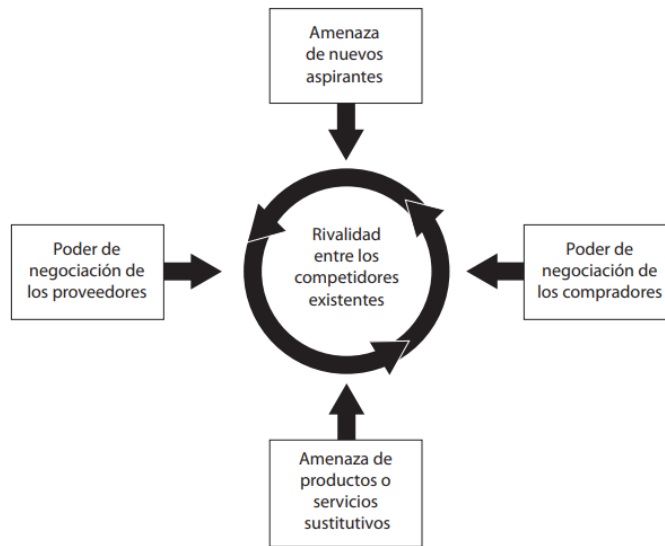 Amenaza
de nuevos
aspirantes
Poder de
negociación de
los proveedores
Rivalidad
entre los
competidores
existentes
Poder de
negociación de
los compradores
Amenaza de
productos o
servicios
sustitutivos